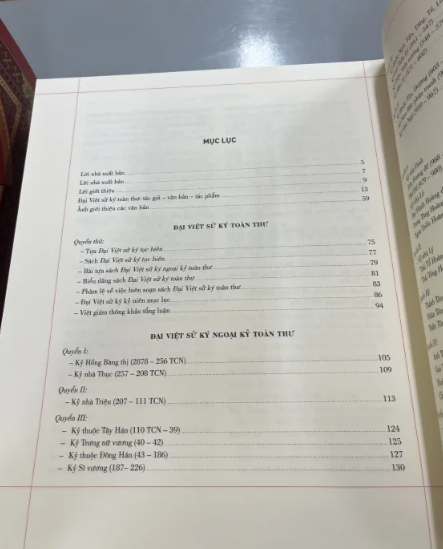 MỤC LỤC
Lời nhà xuất bản 5
Lời nhà xuất bản 7
Lời giới thiệu 9
Đại Việt sử ký toàn thư tác giả – văn bản – tác phẩm 13
Ảnh giới thiệu các văn bản 59
ĐẠI VIỆT SỬ KÝ TOÀN THƯ
Quyển thủ:
– Tựa Đại Việt sử ký tục biên 75
– Sách Đại Việt sử ký tục biên 77
– Bài tựa sách Đại Việt sử ký ngoại kỷ toàn thư 79
– Biểu dâng sách Đại Việt sử ký toàn thư 81
– Phàm lệ về việc biên soạn sách Đại Việt sử ký toàn thư 83
– Đại Việt sử ký kỷ niên mục lục 86
– Việt giám thông khảo tổng luận 94
ĐẠI VIỆT SỬ KÝ NGOẠI KỶ TOÀN THƯ
Quyển I:
– Kỷ Hồng Bàng thị (2878 – 256 TCN) 105
– Kỷ nhà Thục (257 – 208 TCN) 109
Quyển II:
– Kỷ nhà Triệu (207 – 111 TCN) 113
Quyển III:
– Kỷ thuộc Tây Hán (110 TCN – 39) 124
– Kỷ Trưng nữ vương (40 – 42) 125
– Kỷ thuộc Đông Hán (43 – 186) 127
– Kỷ Sĩ vương (187– 226) 130